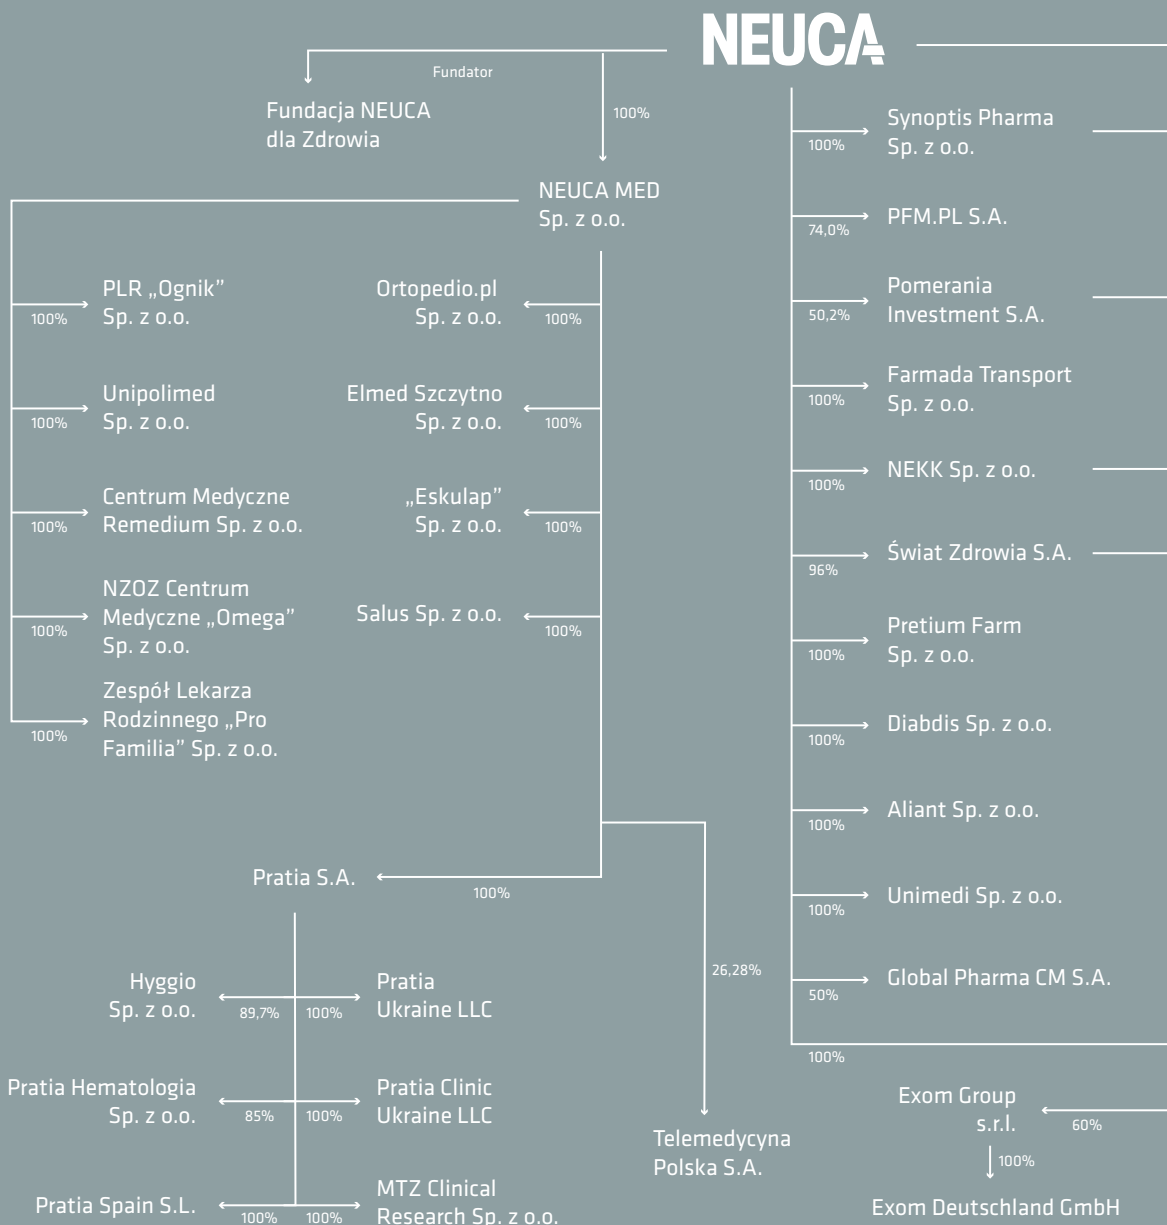 NEUCA
Fundator
Fundacja NEUCA
dla Zdrowia
100%
NEUCA MED
Sp. z o.o.
PLR „Ognik”
Sp. z o.o.
100%
Unipolimed
Sp. z o.o.
100%
Centrum Medyczne
Remedium Sp. z o.o.
100%
NZOZ Centrum
Medyczne „Omega”
Sp. z o.o.
100%
Zespół Lekarza
Rodzinnego „Pro
Familia” Sp. z o.o.
100%
Ortopedio.pl
Sp. z o.o.
100%
Elmed Szczytno
Sp. z o.o.
100%
„Eskulap”
Sp. z o.o.
100%
Salus Sp. z o.o.
100%
Pratia S.A.
100%
Hyggio
Sp. z o.o.
89,7%
100%
Pratia
Ukraine LLC
Pratia Hematologia
Sp. z o.o.
85%
100%
Pratia Clinic
Ukraine LLC
Pratia Spain S.L.
100%
100%
MTZ Clinical
Research Sp. z o.o.
26,28%
Telemedycyna
Polska S.A.
Synoptis Pharma
Sp. z o.o.
100%
PFM.PL S.A.
74,0%
Pomerania
Investment S.A.
50,2%
Farmada Transport
Sp. z o.o.
100%
NEKK Sp. z o.o.
100%
Świat Zdrowia S.A.
96%
Pretium Farm
Sp. z o.o.
100%
Diabdis Sp. z o.o.
100%
Aliant Sp. z o.o.
100%
Unimedi Sp. z o.o.
100%
Global Pharma CM S.A.
50%
100%
Exom Group
s.r.l.
60%
100%
Exom Deutschland GmbH